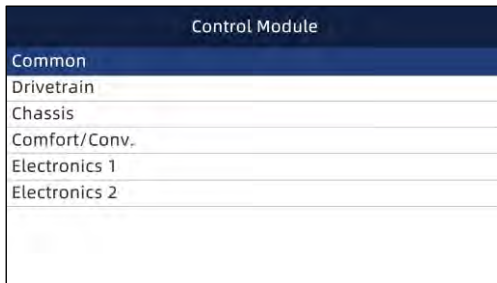 Control Module
Common
Drivetrain
Chassis
Comfort/Conv.
Electronics 1
Electronics 2